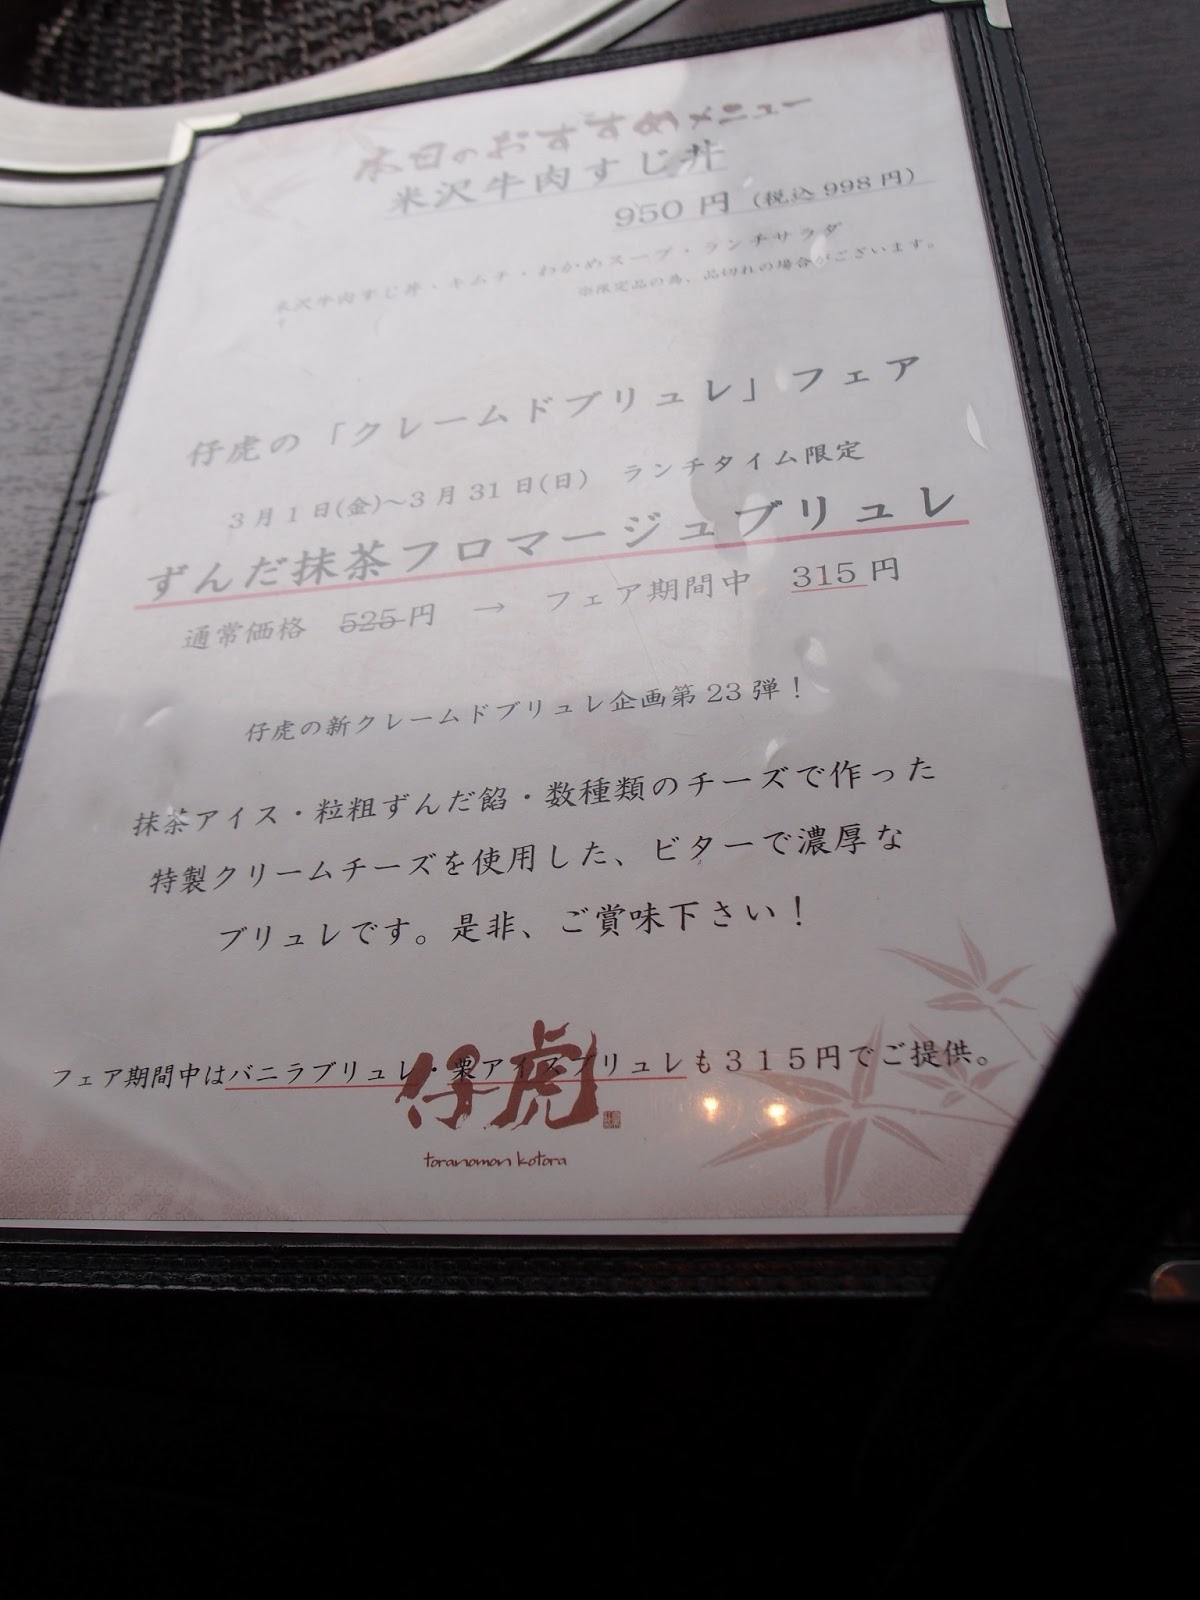 本日のおすすめメニュー
米沢牛肉すじ丼
950円（税込998円）
米沢牛肉すじ丼・キムチ・わかめスープ・ランチサラダ
※限定品の為、品切れの場合がございます。
仔虎の「クレームドブリュレ」フェア
3月1日(金)～3月31日(日)　ランチタイム限定
ずんだ抹茶フロマージュブリュレ
通常価格　525円　→　フェア期間中　315円
仔虎の新クレームドブリュレ企画第23弾！
抹茶アイス・粒粗ずんだ餡・数種類のチーズで作った
特製クリームチーズを使用した、ビターで濃厚な
ブリュレです。是非、ご賞味下さい！
フェア期間中はバニラブリュレ・栗アイスブリュレも３１５円でご提供。
仔虎
toranomon kotora